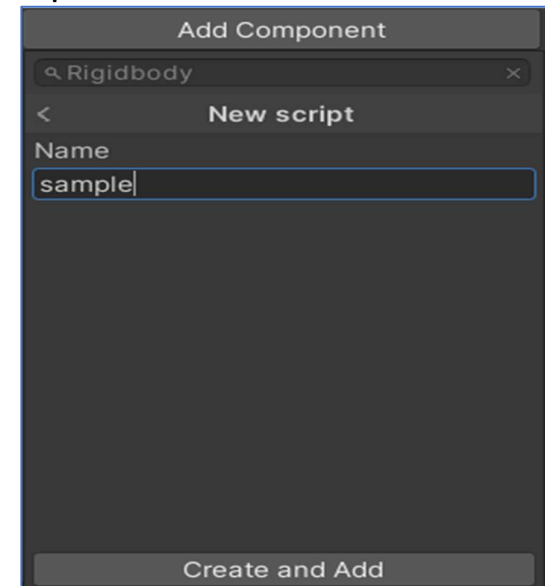 Add Component
Rigidbody
< New script
Name
sample
Create and Add